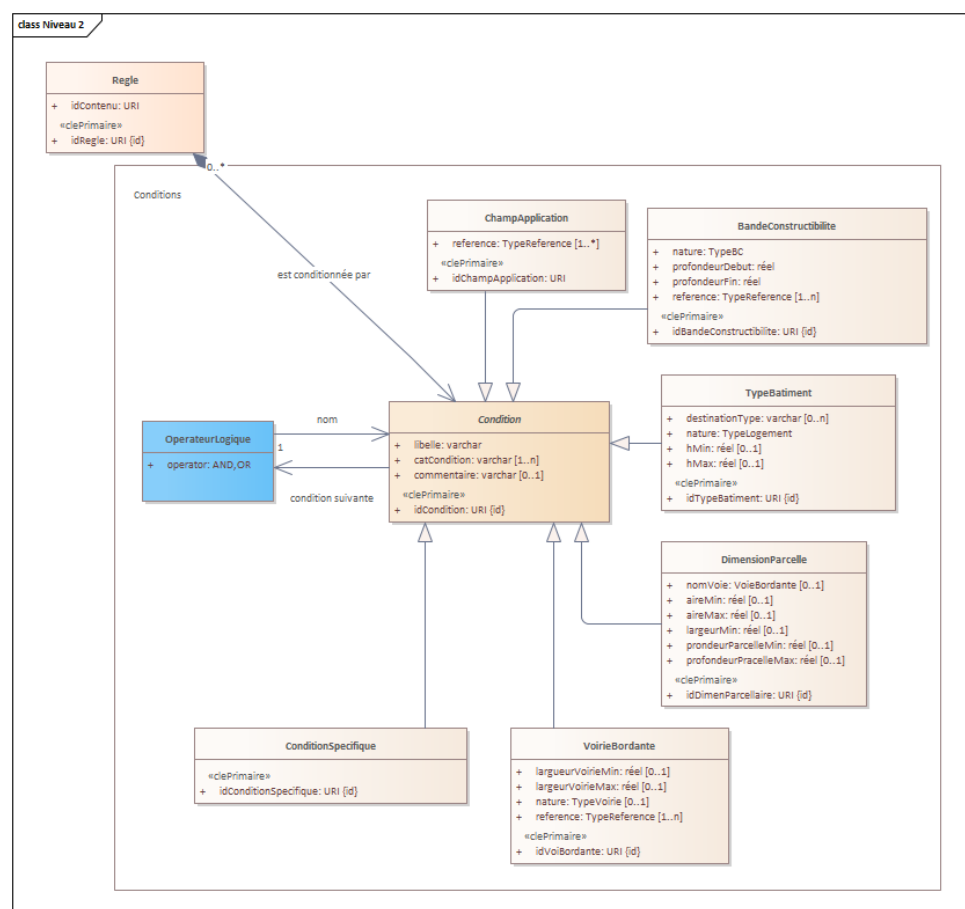 class Niveau 2
Regle
+ idContenu: URI
«clePrimaire»
+ idRegle: URI {id}
0..*
Conditions
est conditionnée par
ChampApplication
+ reference: TypeReference [1..*]
«clePrimaire»
+ idChampApplication: URI
BandeConstructibilite
+ nature: TypeBC
+ profondeurDebut: réel
+ profondeurFin: réel
+ reference: TypeReference [1..n]
«clePrimaire»
+ idBandeConstructibilite: URI {id}
TypeBatiment
+ destinationType: varchar [0..n]
+ nature: TypeLogement
+ hMin: réel [0..1]
+ hMax: réel [0..1]
«clePrimaire»
+ idTypeBatiment: URI {id}
OperateurLogique
+ operator: AND,OR
nom
1
condition suivante
Condition
+ libelle: varchar
+ catCondition: varchar [1..n]
+ commentaire: varchar [0..1]
«clePrimaire»
+ idCondition: URI {id}
DimensionParcelle
+ nomVoie: VoieBordante [0..1]
+ aireMin: réel [0..1]
+ aireMax: réel [0..1]
+ largeurMin: réel [0..1]
+ prondeurParcelleMin: réel [0..1]
+ profondeurPracelleMax: réel [0..1]
«clePrimaire»
+ idDimenParcellaire: URI {id}
ConditionSpecifique
«clePrimaire»
+ idConditionSpecifique: URI {id}
VoirieBordante
+ largueurVoirieMin: réel [0..1]
+ largeurVoirieMax: réel [0..1]
+ nature: TypeVoirie [0..1]
+ reference: TypeReference [1..n]
«clePrimaire»
+ idVoiBordante: URI {id}